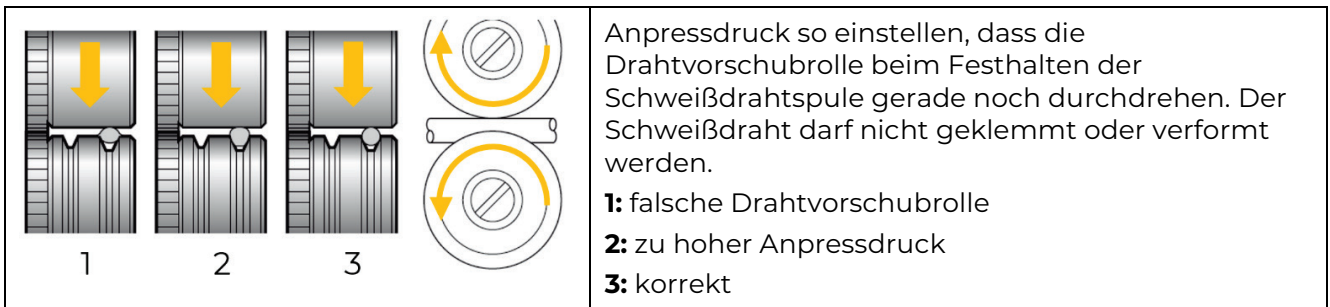 1 2 3
Anpressdruck so einstellen, dass die
Drahtvorschubrolle beim Festhalten der
Schweißdrahtspule gerade noch durchdrehen. Der
Schweißdraht darf nicht geklemmt oder verformt
werden.
1: falsche Drahtvorschubrolle
2: zu hoher Anpressdruck
3: korrekt